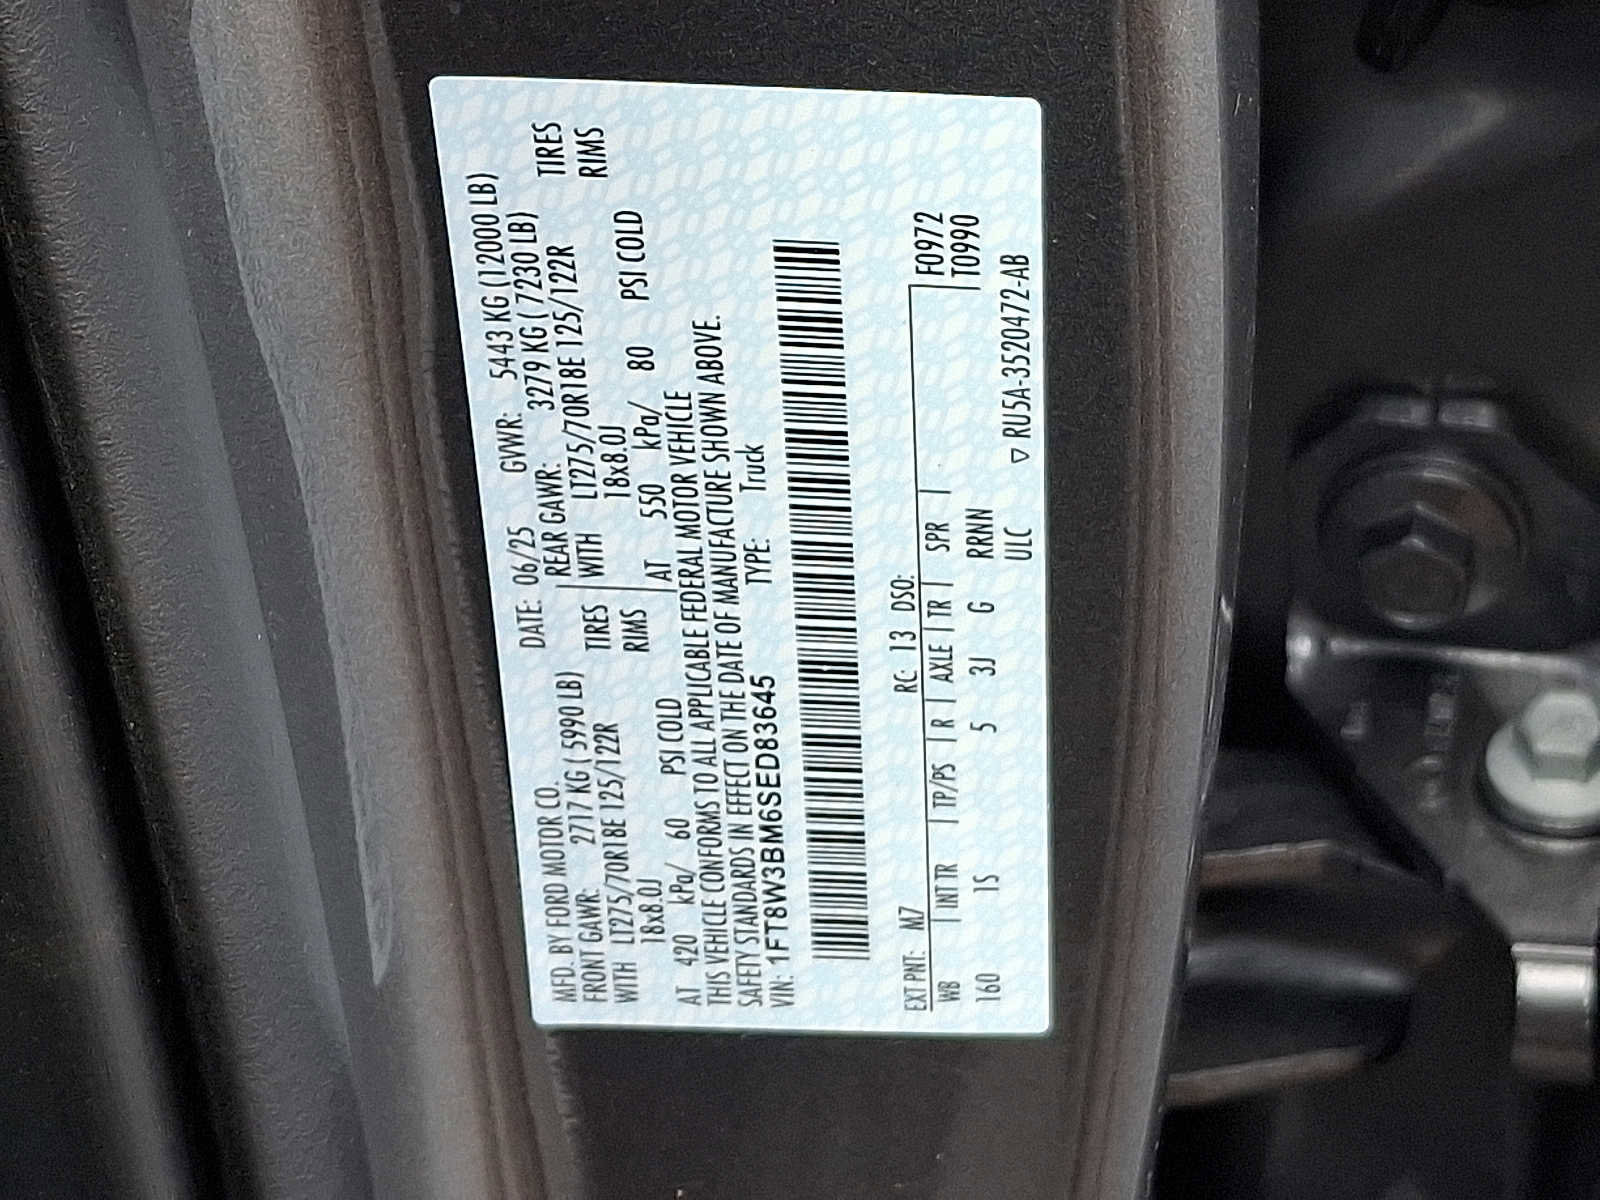 MFD. BY FORD MOTOR CO. DATE: 06/25 GVWR: 5443 KG (12000 LB)
FRONT GAWR: 2717 KG ( 5990 LB) REAR GAWR: 3279 KG ( 7230 LB)
WITH LT275/70R18E 125/122R TIRES WITH LT275/70R18E 125/122R TIRES
18x8.0J RIMS 18x8.0J RIMS
AT 420 kPa/ 60 PSI COLD AT 550 kPa/ 80 PSI COLD
THIS VEHICLE CONFORMS TO ALL APPLICABLE FEDERAL MOTOR VEHICLE
SAFETY STANDARDS IN EFFECT ON THE DATE OF MANUFACTURE SHOWN ABOVE.
VIN: 1FT8W3BM6SED83645 TYPE: Truck
EXT PNT: M7 RC: 13 DSO: F0972
WB | INT TR | TP/PS | R | AXLE | TR | SPR | T0990
160 1S 5 3J G RRNN
ULC ▽ RU5A-3520472-AB